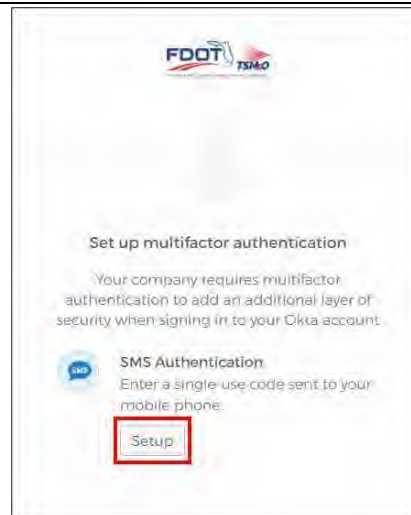 FDOT TSM&O
Set up multifactor authentication
Your company requires multifactor
authentication to add an additional layer of
security when signing in to your Okta account
SMS
SMS Authentication
Enter a single-use code sent to your
mobile phone.
Setup